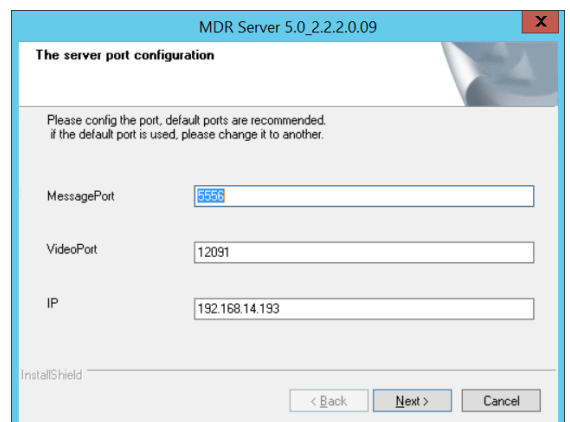 MDR Server 5.0_2.2.2.0.09
X
The server port configuration
Please config the port, default ports are recommended.
if the default port is used, please change it to another.
MessagePort 5556
VideoPort 12091
IP 192.168.14.193
InstallShield
< Back Next > Cancel